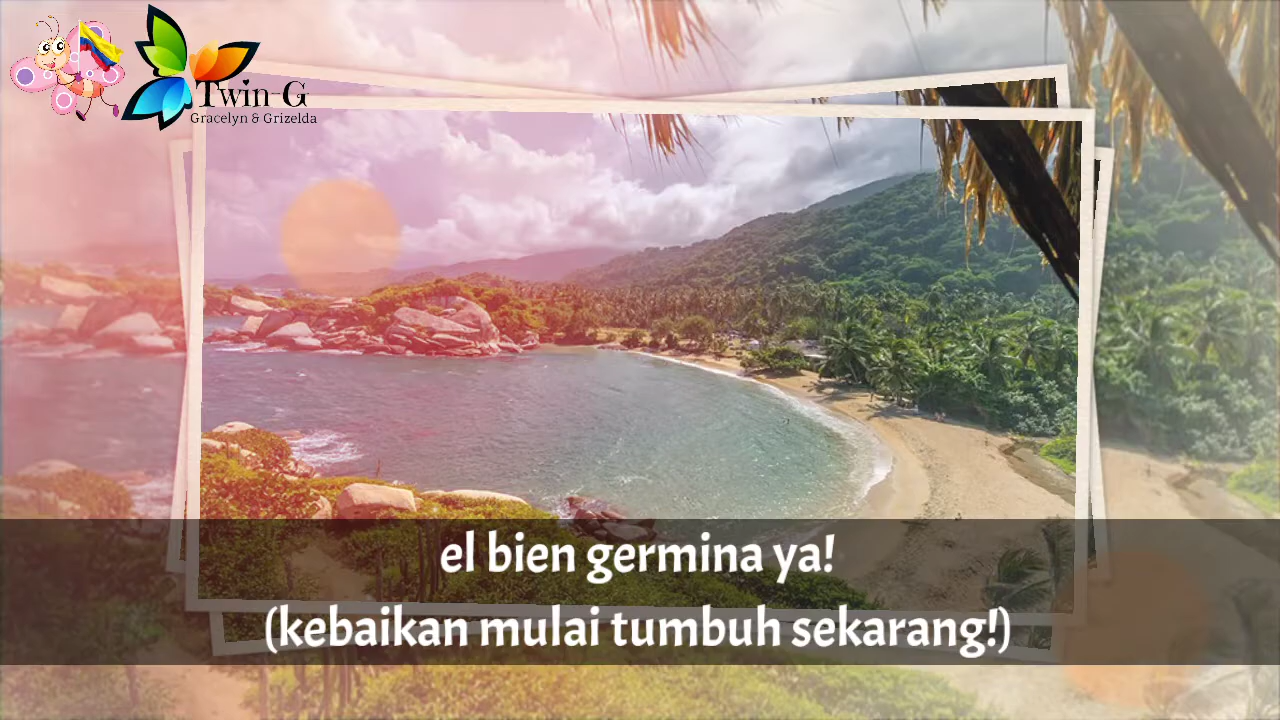 Twin-G
Gracelyn & Grizelda
el bien germina ya!
(kebaikan mulai tumbuh sekarang!)